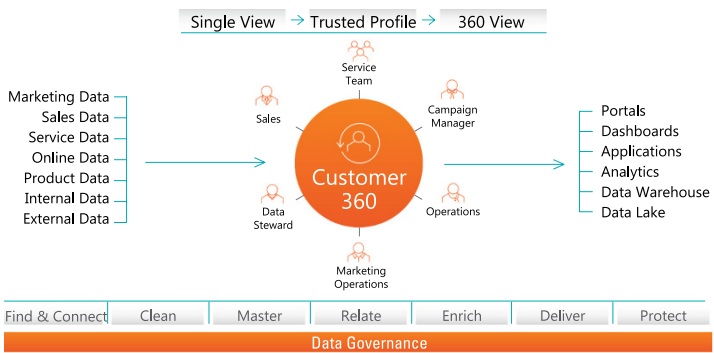 Single View → Trusted Profile → 360 View
Service
Team
Marketing Data
Sales Data
Service Data
Online Data
Product Data
Internal Data
External Data
Sales
Campaign
Manager
Customer
360
Data
Steward
Operations
Marketing
Operations
Portals
Dashboards
Applications
Analytics
Data Warehouse
Data Lake
Find & Connect Clean Master Relate Enrich Deliver Protect
Data Governance